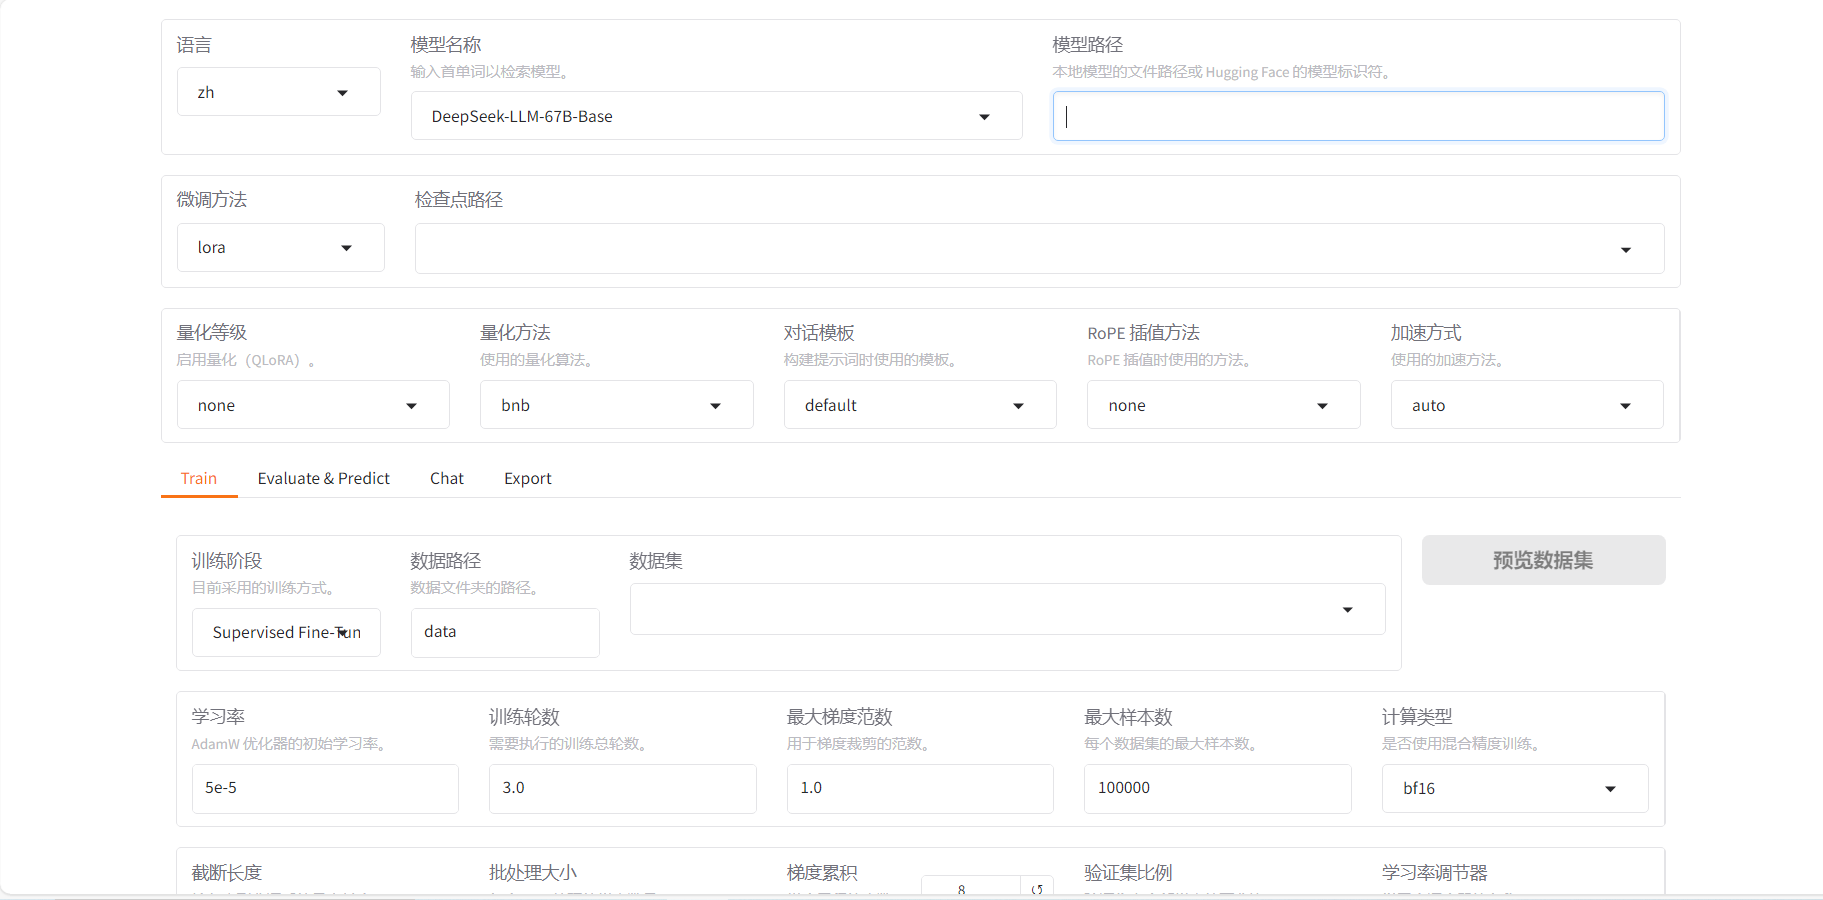 语言
模型名称
模型路径
输入首单词以检索模型。
本地模型的文件路径或 Hugging Face 的模型标识符。
zh
DeepSeek-LLM-67B-Base
微调方法
检查点路径
lora
量化等级
量化方法
对话模板
RoPE 插值方法
加速方式
启用量化（QLoRA）。
使用的量化算法。
构建提示词时使用的模板。
RoPE 插值时使用的方法。
使用的加速方法。
none
bnb
default
none
auto
Train
Evaluate & Predict
Chat
Export
训练阶段
数据路径
数据集
预览数据集
目前采用的训练方式。
数据文件夹的路径。
Supervised Fine-Tun
data
学习率
训练轮数
最大梯度范数
最大样本数
计算类型
AdamW 优化器的初始学习率。
需要执行的训练总轮数。
用于梯度裁剪的范数。
每个数据集的最大样本数。
是否使用混合精度训练。
5e-5
3.0
1.0
100000
bf16
截断长度
批处理大小
梯度累积
验证集比例
学习率调节器
8